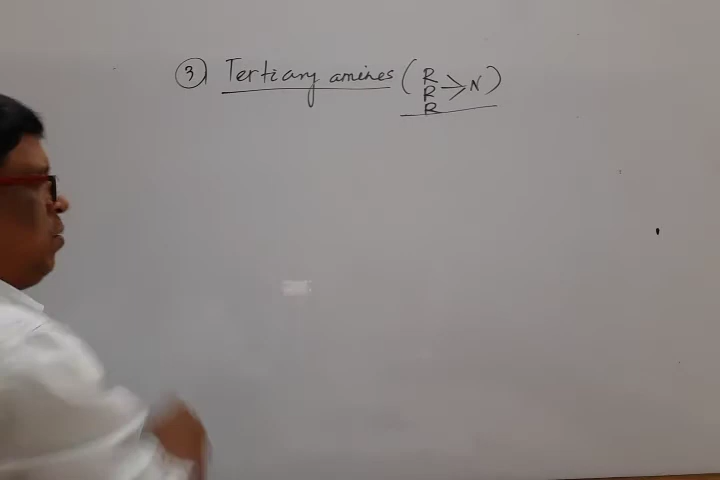 ③ Tertiary amines ( R
R > N )
R